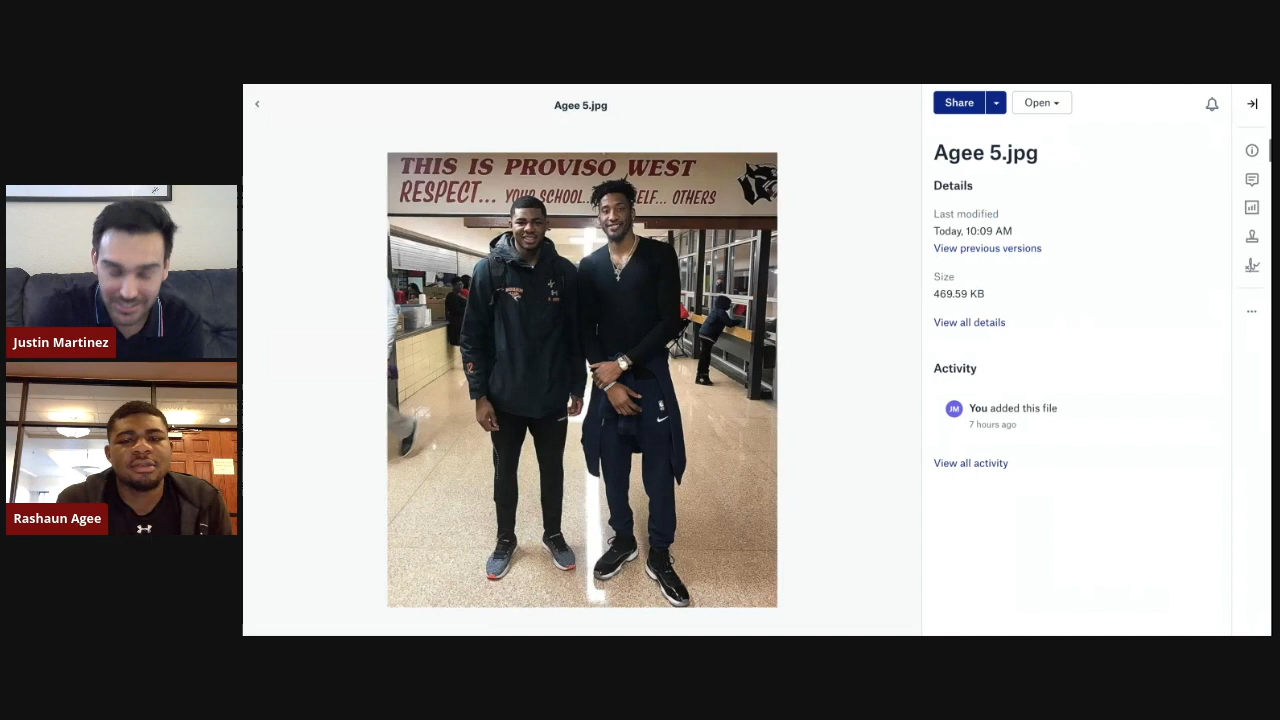 Justin Martinez
Rashaun Agee
Agee 5.jpg
THIS IS PROVISO WEST
RESPECT... YOUR SCHOOL... OTHERS
Share
Open
Agee 5.jpg
Details
Last modified
Today, 10:09 AM
View previous versions
Size
469.59 KB
View all details
Activity
JM
You added this file
7 hours ago
View all activity